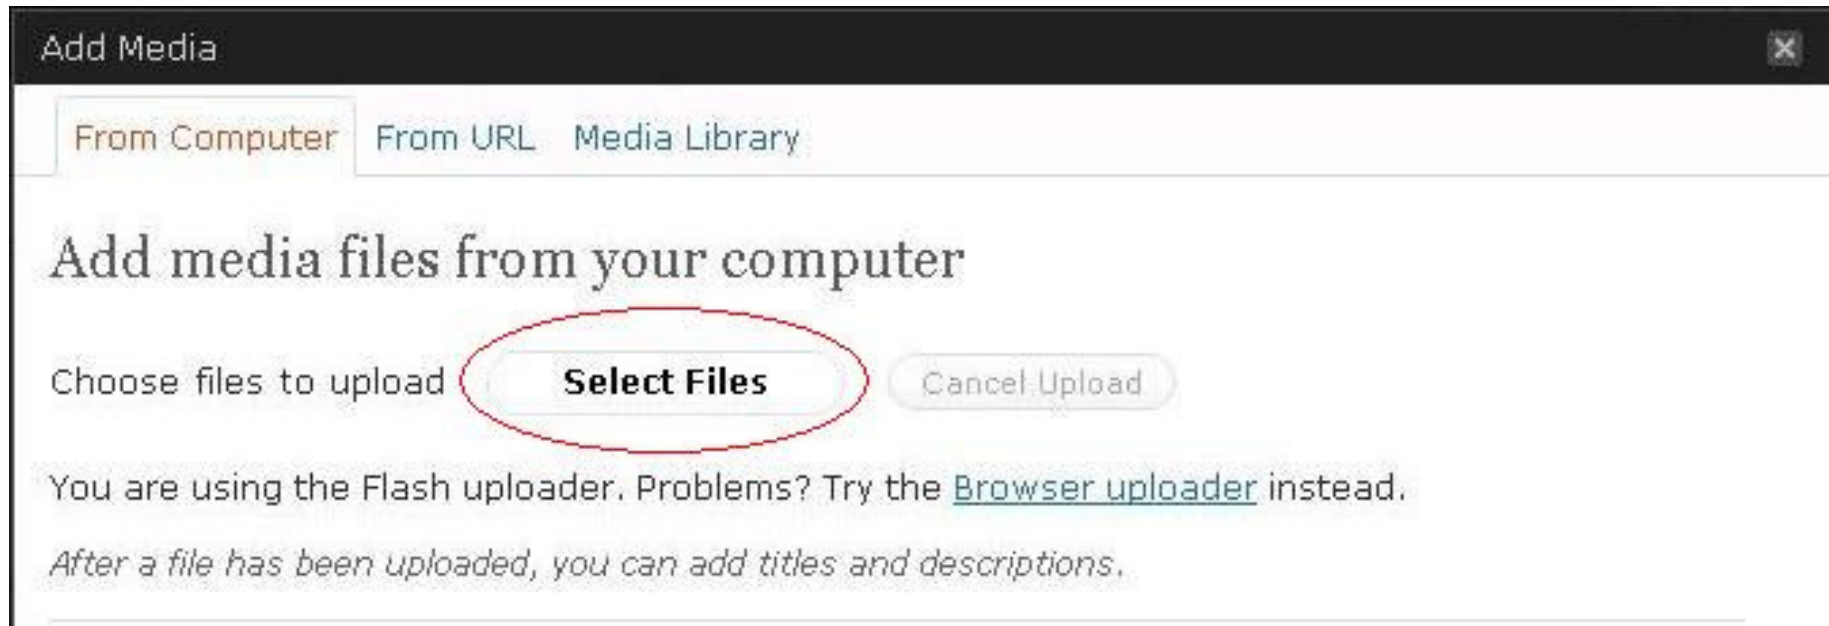 Add Media
From Computer From URL Media Library
Add media files from your computer
Choose files to upload Select Files Cancel Upload
You are using the Flash uploader. Problems? Try the Browser uploader instead.
After a file has been uploaded, you can add titles and descriptions.